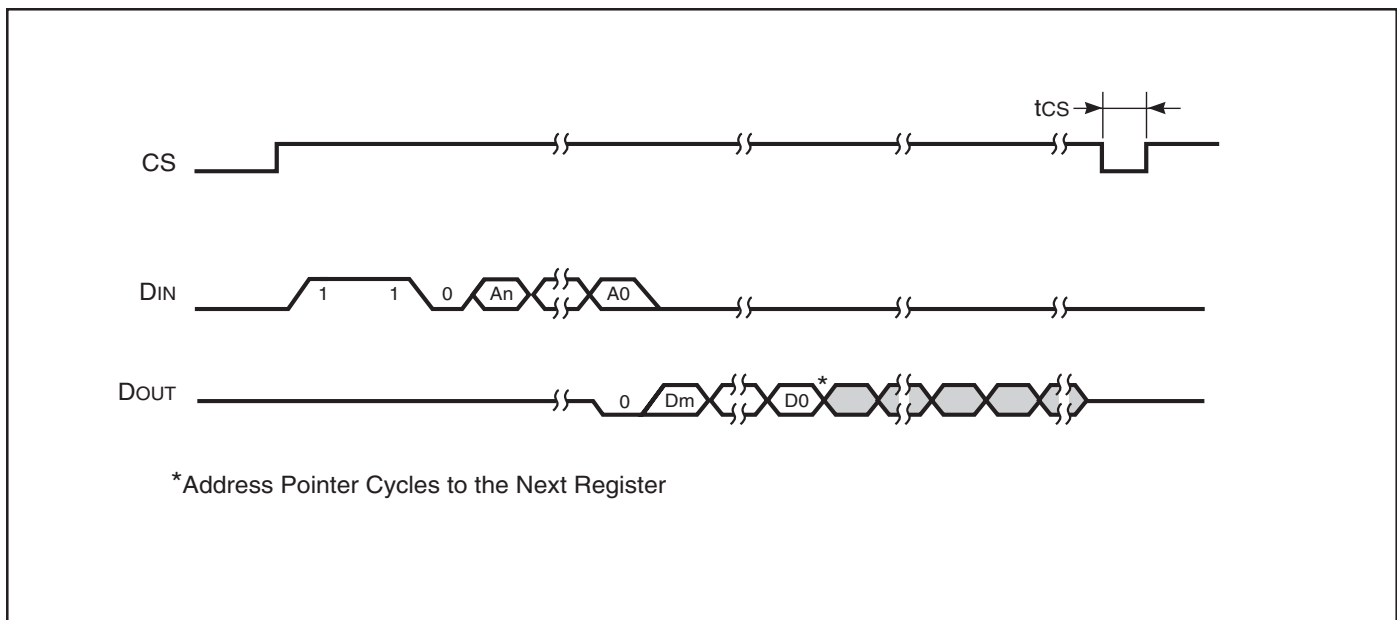 tCS
CS
DIN
1 1 0 An A0
DOUT
0 Dm D0 *
*Address Pointer Cycles to the Next Register